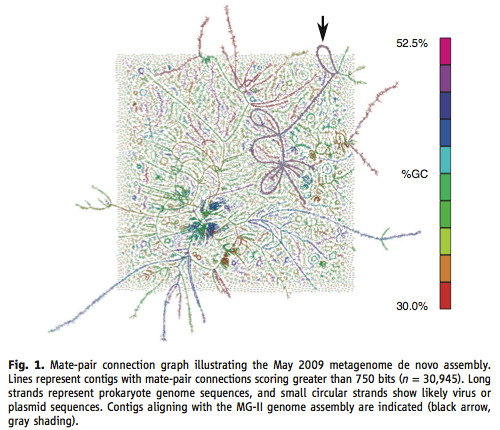 52.5%
%GC
30.0%
Fig. 1. Mate-pair connection graph illustrating the May 2009 metagenome de novo assembly.
Lines represent contigs with mate-pair connections scoring greater than 750 bits (n = 30,945). Long
strands represent prokaryote genome sequences, and small circular strands show likely virus or
plasmid sequences. Contigs aligning with the MG-II genome assembly are indicated (black arrow,
gray shading).